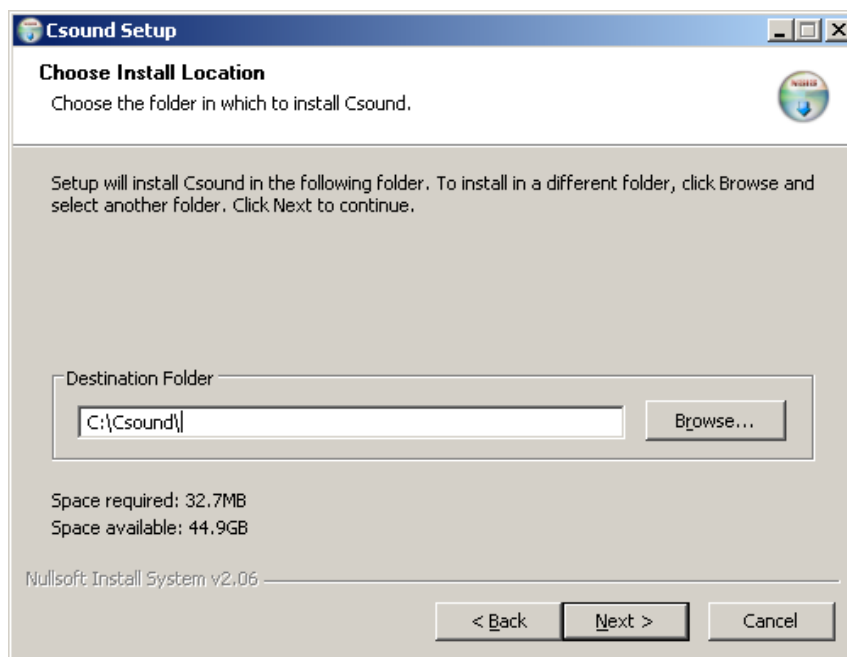 Csound Setup
Choose Install Location
Choose the folder in which to install Csound.
Setup will install Csound in the following folder. To install in a different folder, click Browse and
select another folder. Click Next to continue.
Destination Folder
C:\Csound\
Browse...
Space required: 32.7MB
Space available: 44.9GB
Nullsoft Install System v2.06
< Back
Next >
Cancel